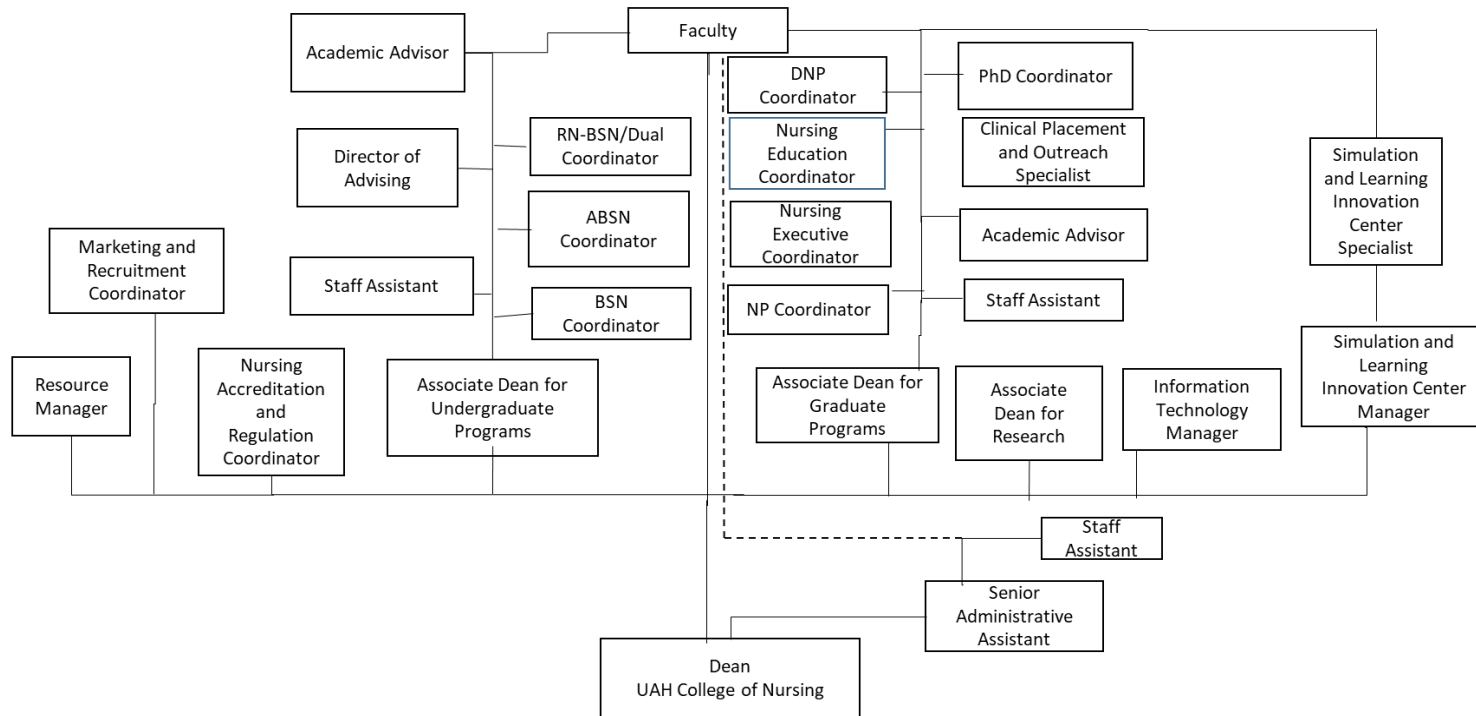 Faculty
Academic Advisor
DNP
Coordinator
PhD Coordinator
RN-BSN/Dual
Coordinator
Nursing
Education
Coordinator
Clinical Placement
and Outreach
Specialist
Director of
Advising
Simulation
and Learning
Innovation
Center
Specialist
ABSN
Coordinator
Nursing
Executive
Coordinator
Academic Advisor
Marketing and
Recruitment
Coordinator
Staff Assistant
BSN
Coordinator
NP Coordinator
Staff Assistant
Resource
Manager
Nursing
Accreditation
and
Regulation
Coordinator
Associate Dean for
Undergraduate
Programs
Associate Dean for
Graduate
Programs
Associate
Dean for
Research
Information
Technology
Manager
Simulation and
Learning
Innovation Center
Manager
Staff
Assistant
Senior
Administrative
Assistant
Dean
UAH College of Nursing